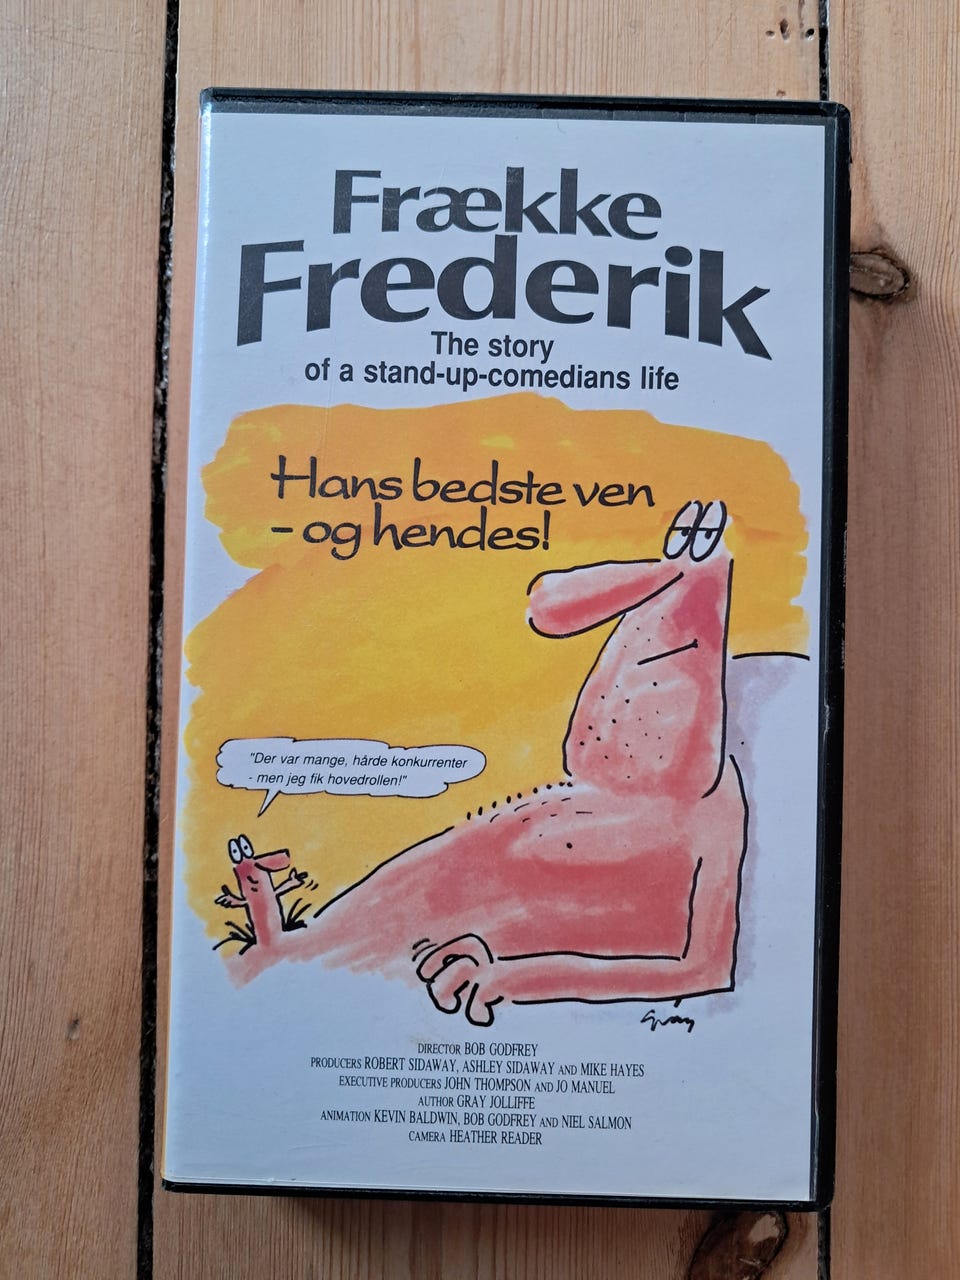 Frække
Frederik
The story
of a stand-up-comedians life
Hans bedste ven
- og hendes!
"Der var mange, hårde konkurrenter
- men jeg fik hovedrollen!"
Gray
DIRECTOR BOB GODFREY
PRODUCERS ROBERT SIDAWAY, ASHLEY SIDAWAY AND MIKE HAYES
EXECUTIVE PRODUCERS JOHN THOMPSON AND JO MANUEL
AUTHOR GRAY JOLLIFFE
ANIMATION KEVIN BALDWIN, BOB GODFREY AND NIEL SALMON
CAMERA HEATHER READER